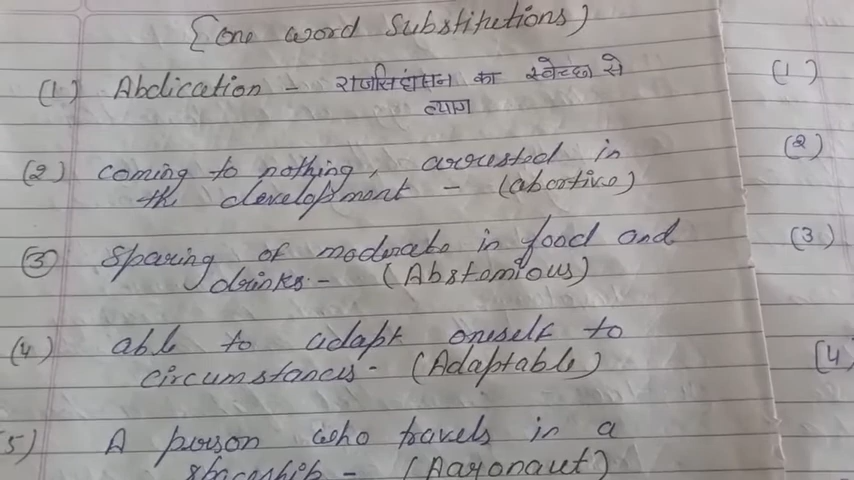 {One word Substitutions)
(1) Abdication - राजसिंहासन का स्वेच्छा से
त्याग
(2) coming to nothing, arrested in
the development - (abortive)
(3) Sparing of moderate in food and
drinks - (Abstemious)
(4) able to adapt oneself to
circumstances - (Adaptable)
(5) A person who travels in a
spaceship - (Aaronaut)
(1)
(2)
(3)
(4